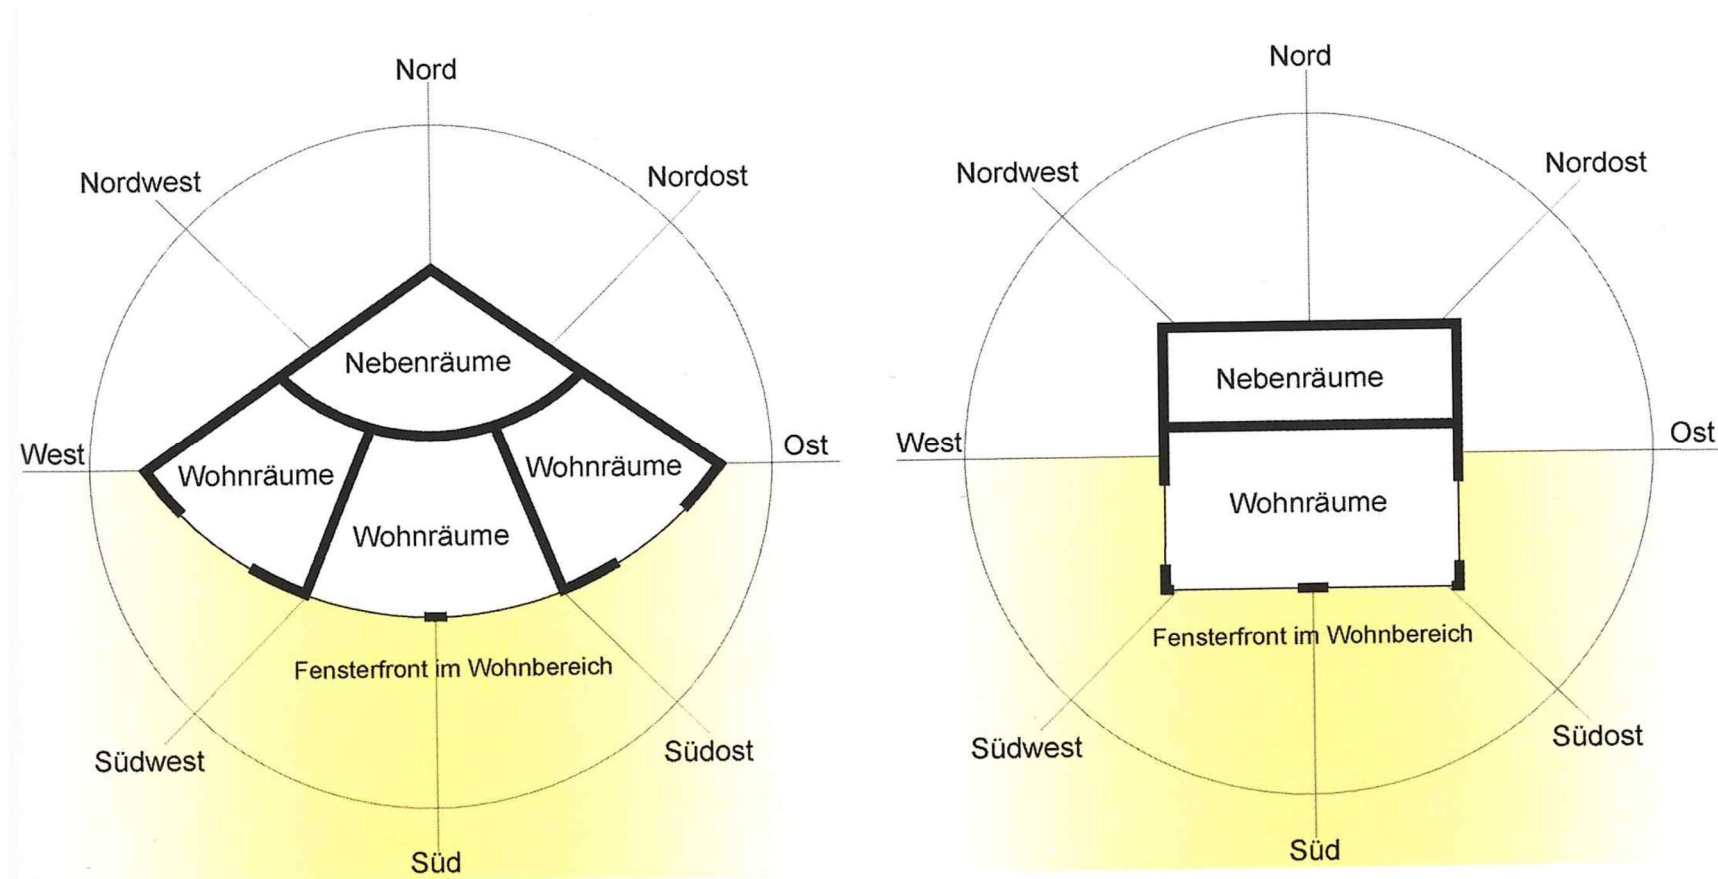 Nord
Nordwest
Nordost
Nebenräume
West
Ost
Wohnräume
Wohnräume
Wohnräume
Fensterfront im Wohnbereich
Südwest
Südost
Süd
Nord
Nordwest
Nordost
Nebenräume
West
Ost
Wohnräume
Fensterfront im Wohnbereich
Südwest
Südost
Süd